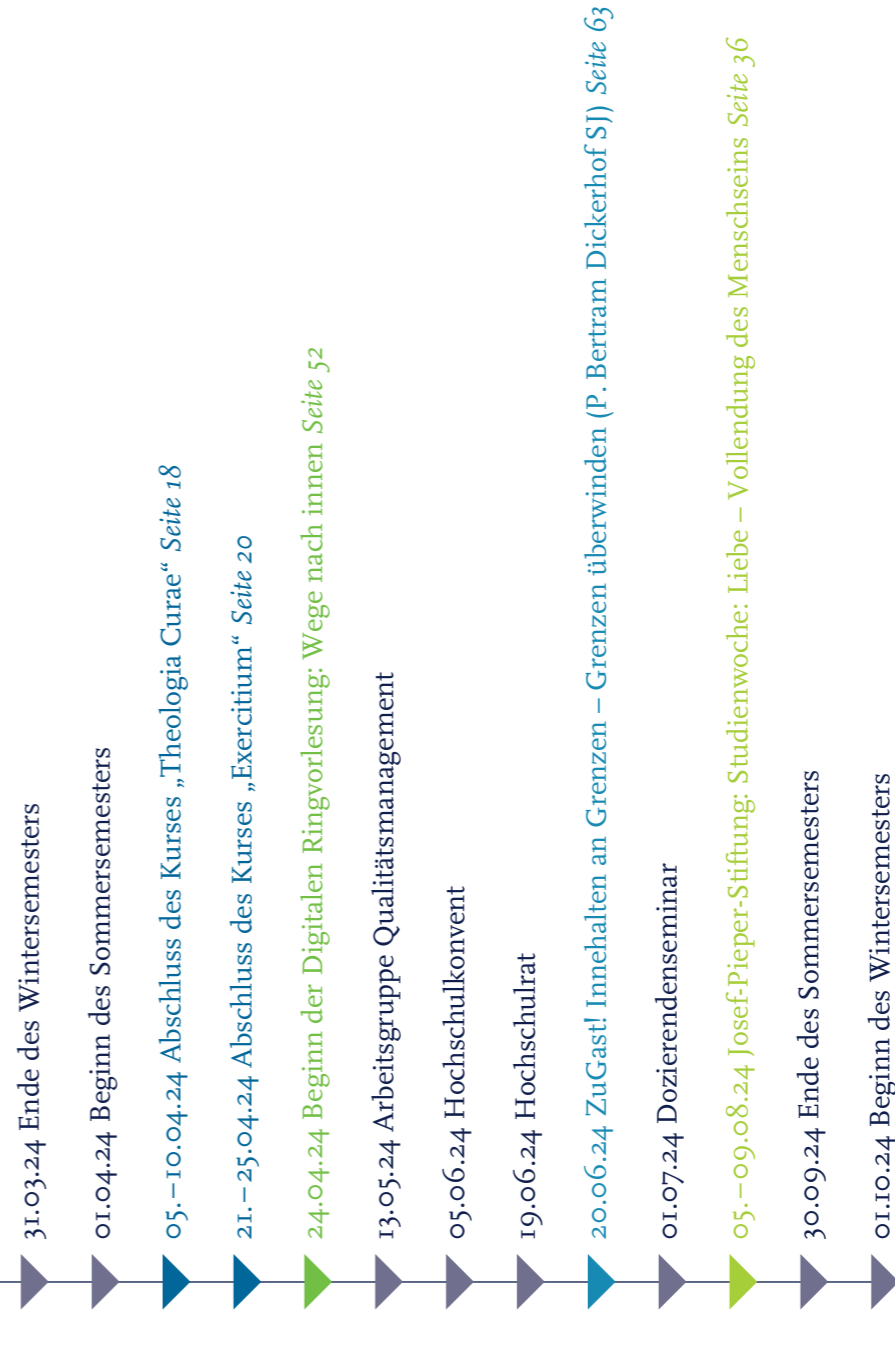 31.03.24 Ende des Wintersemesters
01.04.24 Beginn des Sommersemesters
05.–10.04.24 Abschluss des Kurses „Theologia Curae“ Seite 18
21.–25.04.24 Abschluss des Kurses „Exercitium“ Seite 20
24.04.24 Beginn der Digitalen Ringvorlesung: Wege nach innen Seite 52
13.05.24 Arbeitsgruppe Qualitätsmanagement
05.06.24 Hochschulkonvent
19.06.24 Hochschulrat
20.06.24 ZuGast! Innehalten an Grenzen – Grenzen überwinden (P. Bertram Dickerhof SJ) Seite 63
01.07.24 Dozierendenseminar
05.–09.08.24 Josef-Pieper-Stiftung: Studienwoche: Liebe – Vollendung des Menschseins Seite 36
30.09.24 Ende des Sommersemesters
01.10.24 Beginn des Wintersemesters